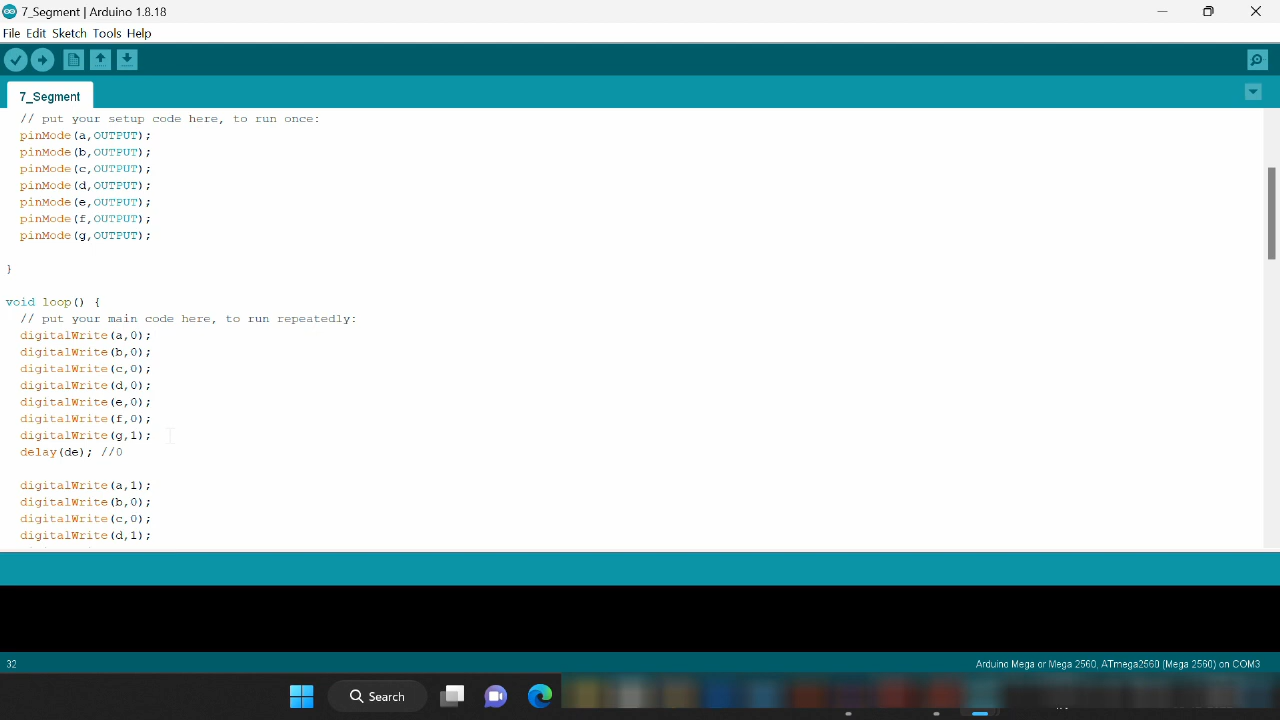 7_Segment | Arduino 1.8.18
File Edit Sketch Tools Help
7_Segment
// put your setup code here, to run once:
pinMode(a,OUTPUT);
pinMode(b,OUTPUT);
pinMode(c,OUTPUT);
pinMode(d,OUTPUT);
pinMode(e,OUTPUT);
pinMode(f,OUTPUT);
pinMode(g,OUTPUT);
}
void loop() {
// put your main code here, to run repeatedly:
digitalWrite(a,0);
digitalWrite(b,0);
digitalWrite(c,0);
digitalWrite(d,0);
digitalWrite(e,0);
digitalWrite(f,0);
digitalWrite(g,1);
delay(de); //0
digitalWrite(a,1);
digitalWrite(b,0);
digitalWrite(c,0);
digitalWrite(d,1);
32
Arduino Mega or Mega 2560, ATmega2560 (Mega 2560) on COM3
Search